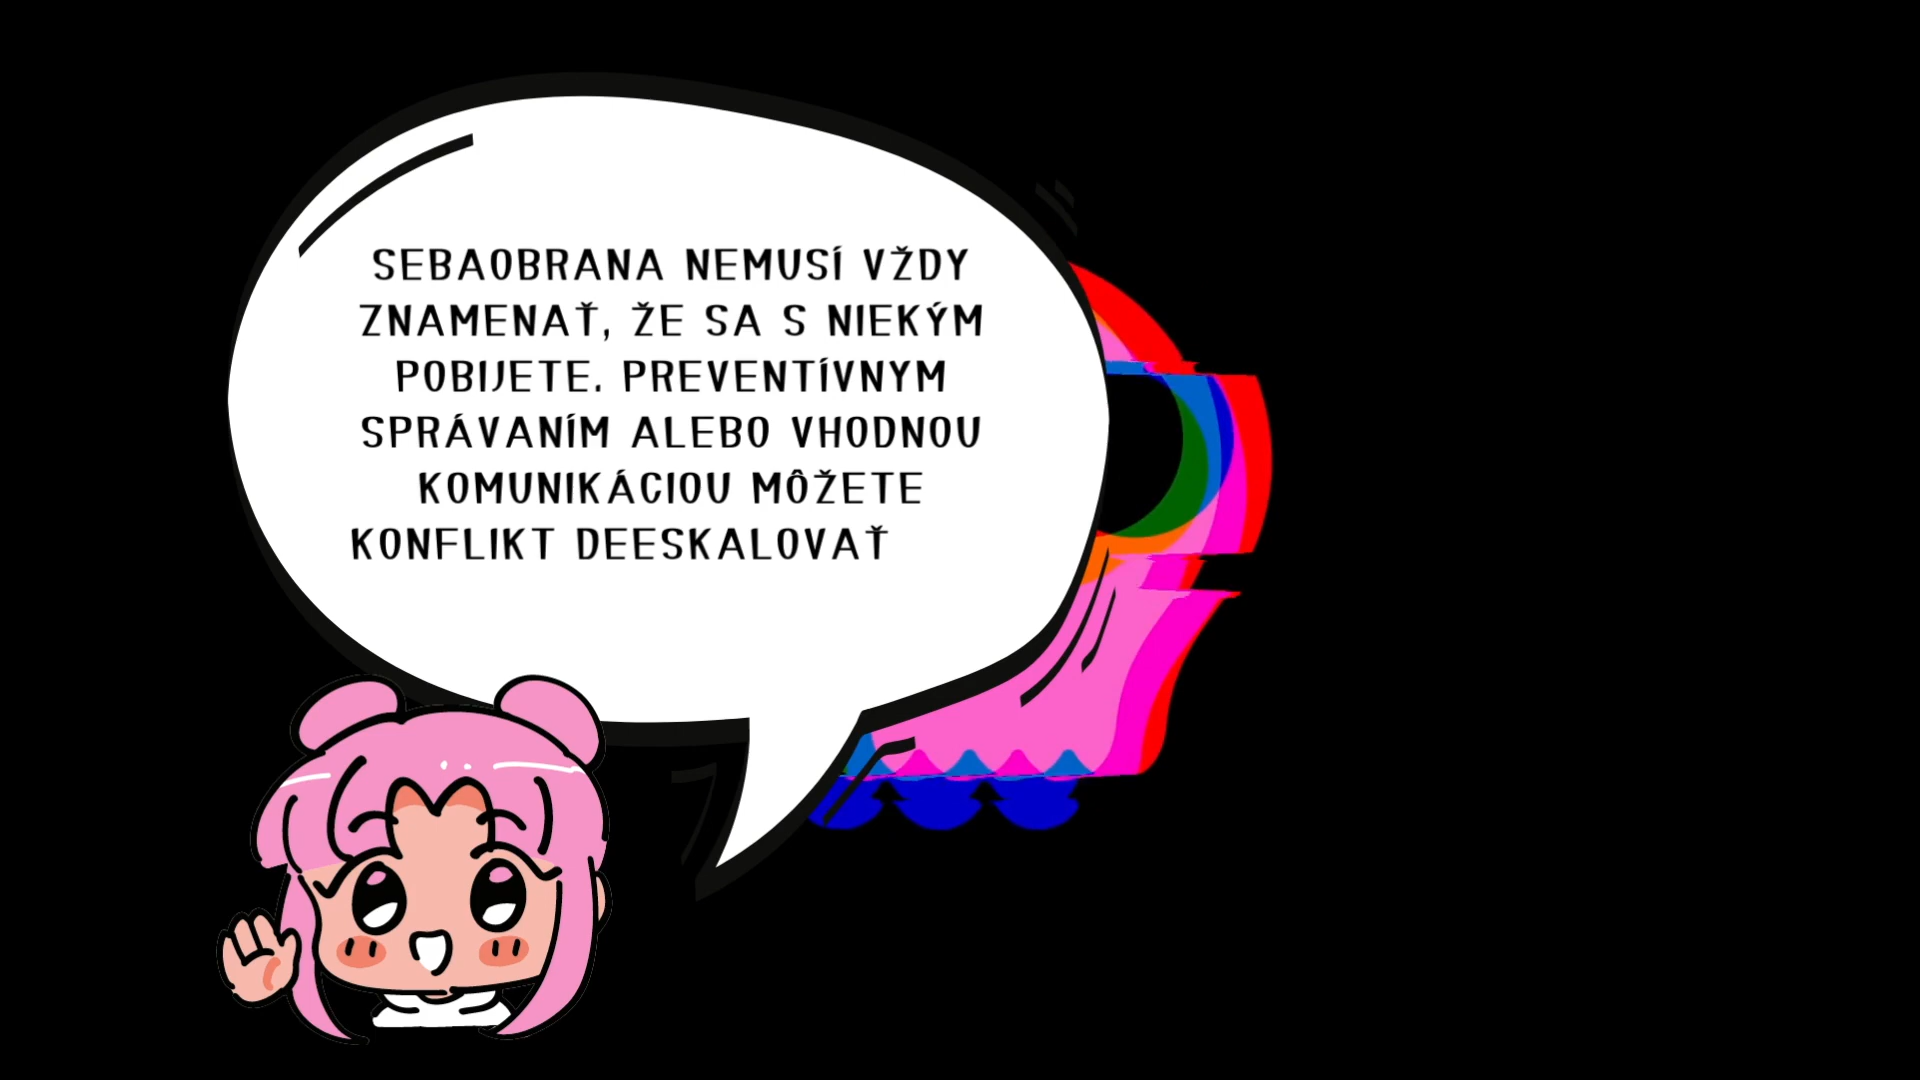 SEBAOBRANA NEMUSÍ VŽDY
ZNAMENAŤ, ŽE SA S NIEKÝM
POBIJETE. PREVENTÍVNYM
SPRÁVANÍM ALEBO VHODNOU
KOMUNIKÁCIOU MÔŽETE
KONFLIKT DEESKALOVAŤ